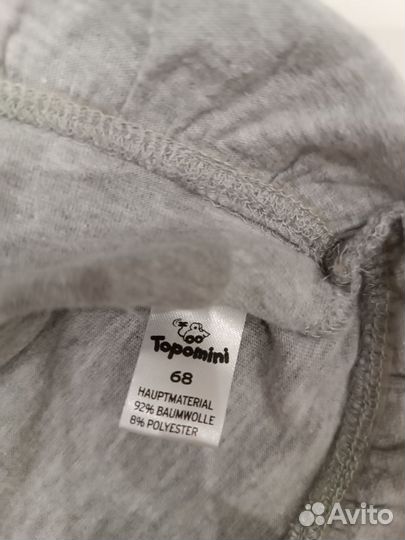 Topomini
68
HAUPTMATERIAL
92% BAUMWOLLE
8% POLYESTER
Avito